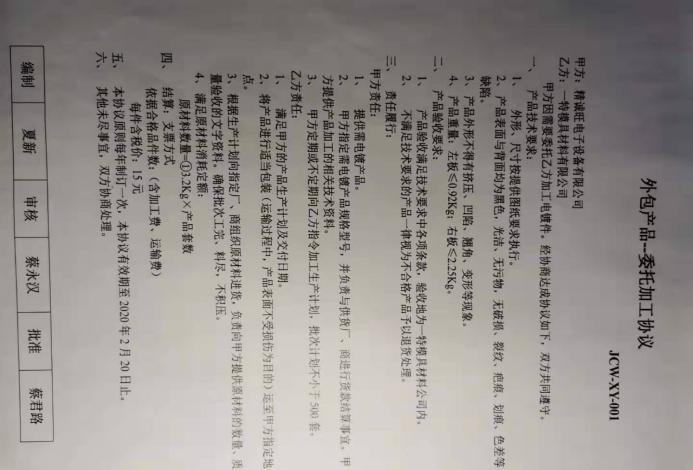 外包产品--委托加工协议
JCW-XY-001
甲方：精诚旺电子设备有限公司
乙方：一特模具材料有限公司
甲方因需要委托乙方加工电镀件，经协商达成协议如下，双方共同遵守。
一、产品技术要求：
1、外形、尺寸按提供图纸要求执行。
2、产品表面与背面均为黑色，光洁、无污物，无破损、裂纹、疤痕、划痕、色差等
缺陷。
3、产品外形不得有挤压、凹陷、翘角、变形等现象。
4、产品重量：左板≤0.92Kg；右板≤2.25Kg。
二、产品验收要求：
1、产品验收满足技术要求中各项条款，验收地为一特模具材料公司内。
2、不满足技术要求的产品一律视为不合格产品予以退货处理。
三、责任履行：
甲方责任：
1、提供需电镀产品。
2、甲方指定需电镀产品规格型号，并负责与供货厂、商进行货款结算事宜。甲
方提供产品加工的相关技术资料。
3、甲方定期或不定期向乙方指令加工生产计划，批次计划不小于500套。
乙方责任：
1、满足甲方的产品生产计划及交付日期。
2、将产品进行适当包装（运输过程中，产品表面不受损伤为目的）运至甲方指定地
点。
3、根据生产计划向指定厂、商组织原材料进货，负责向甲方提供原材料的数量、质
量验收的文字资料。确保批次工完、料尽、不积压。
4、满足原材料消耗定额：
原材料数量=①3.2Kg×产品套数
四、结算：支票方式
依据合格品件数：（含加工费、运输费）
每件含税价：15元
五、本协议原则每年制订一次，本协议有效期至2020年2月20日止。
六、其他未尽事宜，双方协商处理。
编制 夏新 审核 蔡永汉 批准 蔡君路